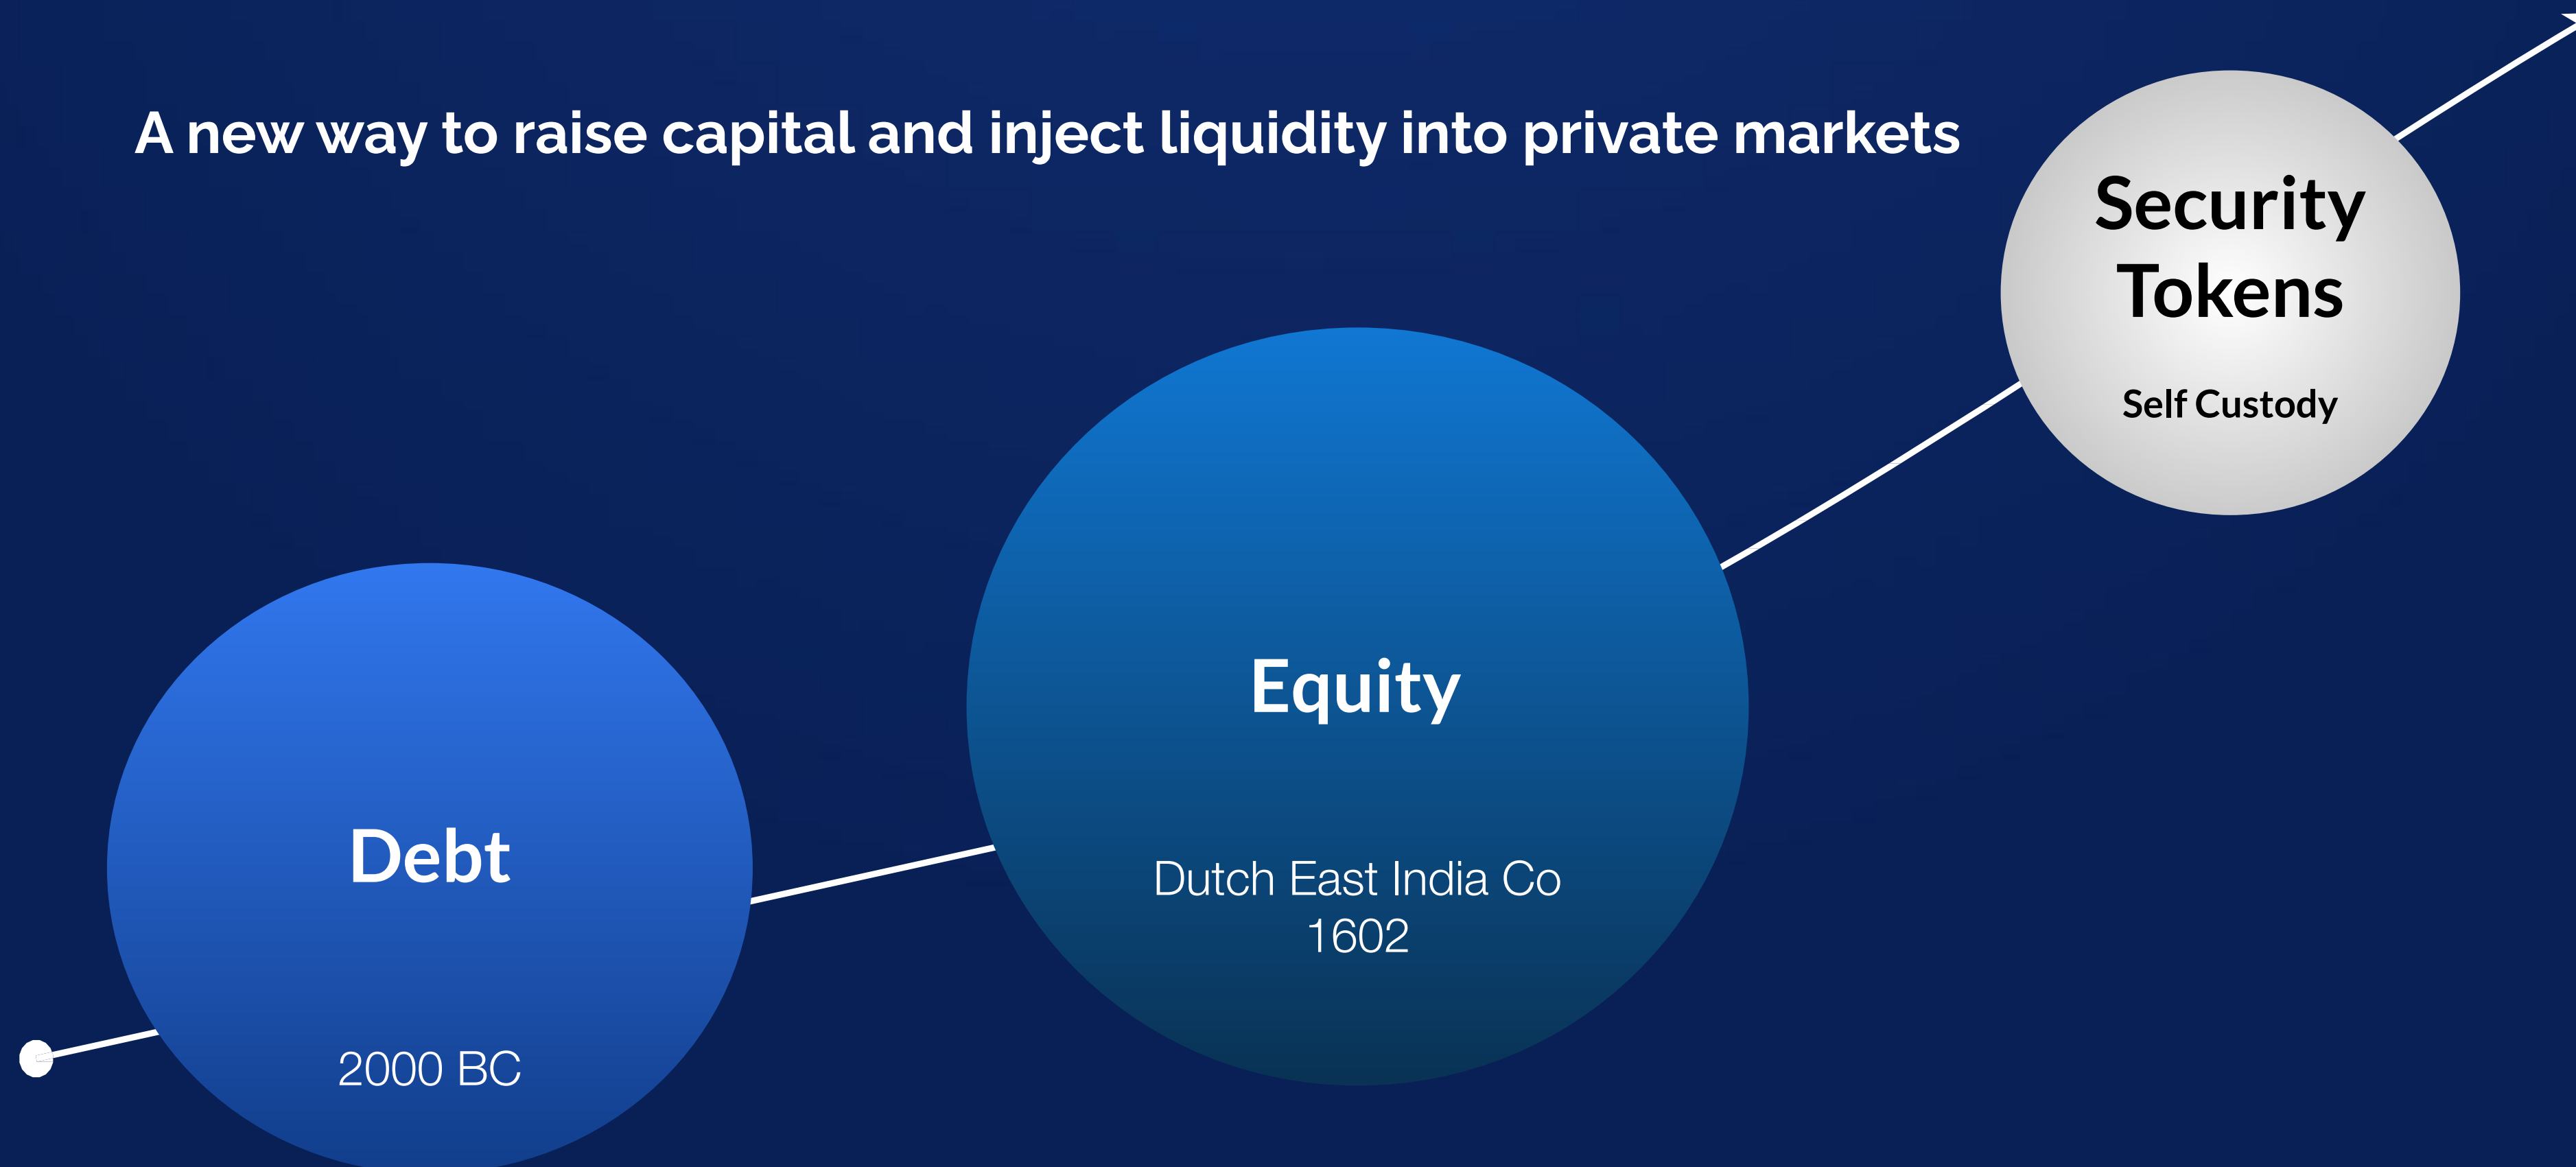 A new way to raise capital and inject liquidity into private markets
Security
Tokens
Self Custody
Equity
Dutch East India Co
1602
Debt
2000 BC